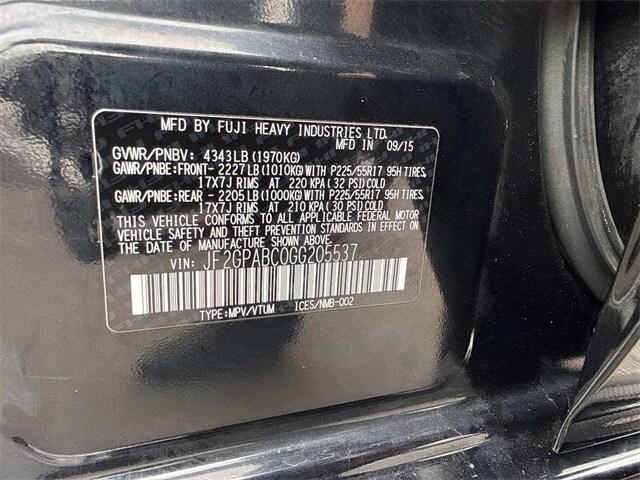 MFD BY FUJI HEAVY INDUSTRIES LTD.
MFD IN 09/15
GVWR/PNBV: 4343LB (1970KG)
GAWR/PNBE:FRONT- 2227LB (1010KG) WITH P225/55R17 95H TIRES,
17X7J RIMS AT 220 KPA (32 PSI) COLD
GAWR/PNBE:REAR - 2205LB (1000KG) WITH P225/55R17 95H TIRES,
17X7J RIMS AT 210 KPA (30 PSI) COLD
THIS VEHICLE CONFORMS TO ALL APPLICABLE FEDERAL MOTOR
VEHICLE SAFETY AND THEFT PREVENTION STANDARDS IN EFFECT ON
THE DATE OF MANUFACTURE SHOWN ABOVE.
VIN: JF2GPABC0GG205537
TYPE:MPV/VTUM ICES/NMB-002